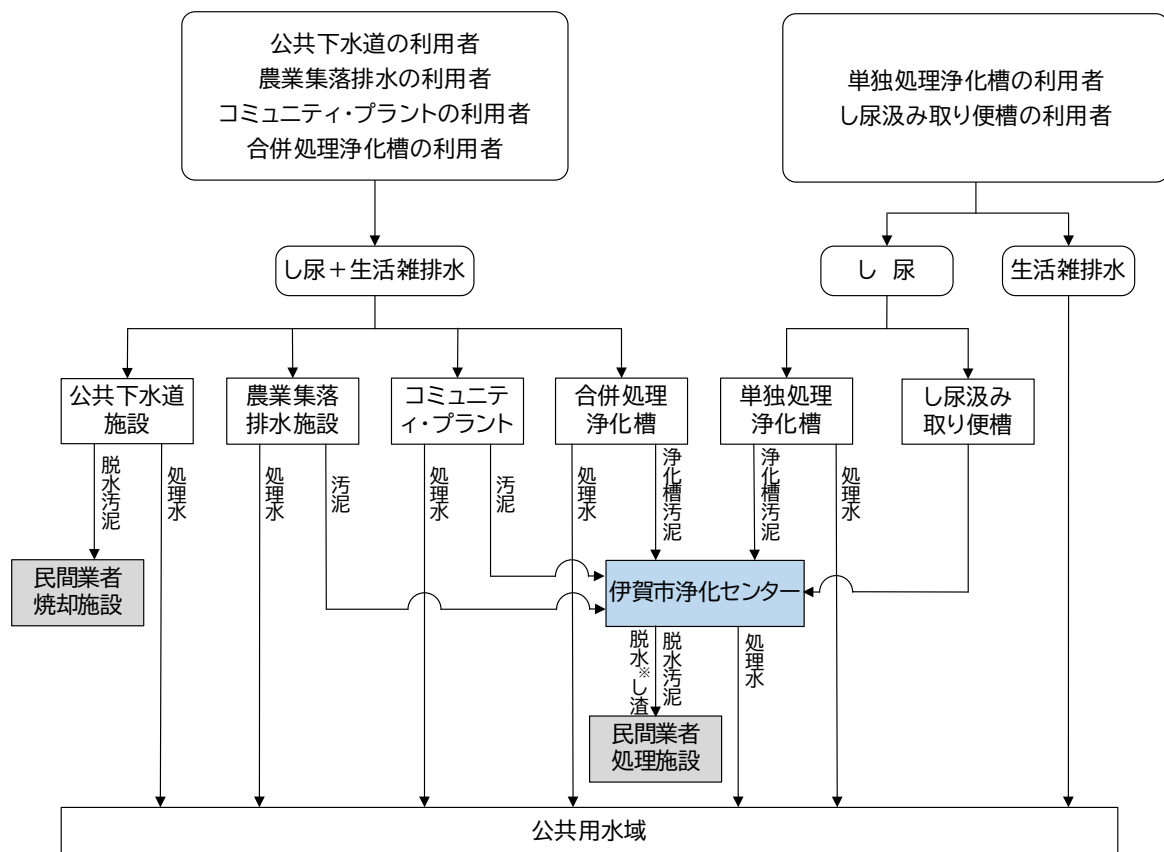 公共下水道の利用者
農業集落排水の利用者
コミュニティ・プラントの利用者
合併処理浄化槽の利用者
単独処理浄化槽の利用者
し尿汲み取り便槽の利用者
し尿＋生活雑排水
し 尿
生活雑排水
公共下水道
施設
農業集落
排水施設
コミュニテ
ィ・プラント
合併処理
浄化槽
単独処理
浄化槽
し尿汲み
取り便槽
脱水汚泥
処理水
処理水
汚泥
処理水
汚泥
処理水
浄化槽汚泥
浄化槽汚泥
処理水
民間業者
焼却施設
伊賀市浄化センター
脱水※し渣
脱水汚泥
処理水
民間業者
処理施設
公共用水域